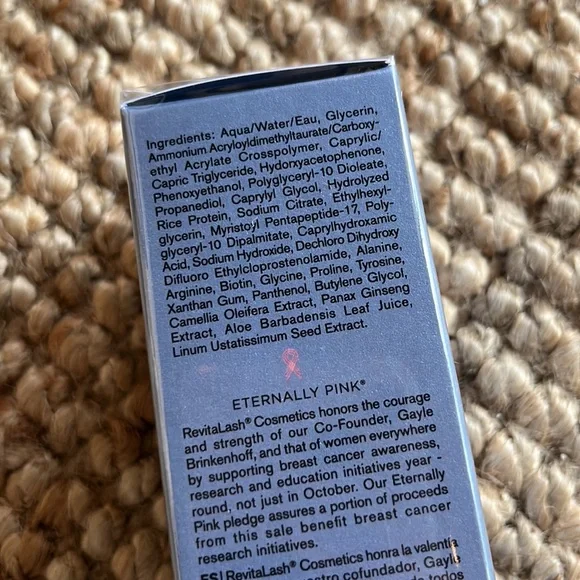 Ingredients: Aqua/Water/Eau, Glycerin,
Ammonium Acryloyldimethyltaurate/Carboxy-
ethyl Acrylate Crosspolymer, Caprylic/
Capric Triglyceride, Hydorxyacetophenone,
Phenoxyethanol, Polyglyceryl-10 Dioleate,
Propanediol, Caprylyl Glycol, Hydrolyzed
Rice Protein, Sodium Citrate, Ethylhexyl-
glycerin, Myristoyl Pentapeptide-17, Poly-
glyceryl-10 Dipalmitate, Caprylhydroxamic
Acid, Sodium Hydroxide, Dechloro Dihydroxy
Difluoro Ethylcloprostenolamide, Alanine,
Arginine, Biotin, Glycine, Proline, Tyrosine,
Xanthan Gum, Panthenol, Butylene Glycol,
Camellia Oleifera Extract, Panax Ginseng
Extract, Aloe Barbadensis Leaf Juice,
Linum Ustatissimum Seed Extract.
ETERNALLY PINK®
RevitaLash® Cosmetics honors the courage
and strength of our Co-Founder, Gayle
Brinkenhoff, and that of women everywhere
by supporting breast cancer awareness,
research and education initiatives year -
round, not just in October. Our Eternally
Pink pledge assures a portion of proceeds
from this sale benefit breast cancer
research initiatives.
ES| RevitaLash® Cosmetics honra la valentía
cofundador, Gayle
todos